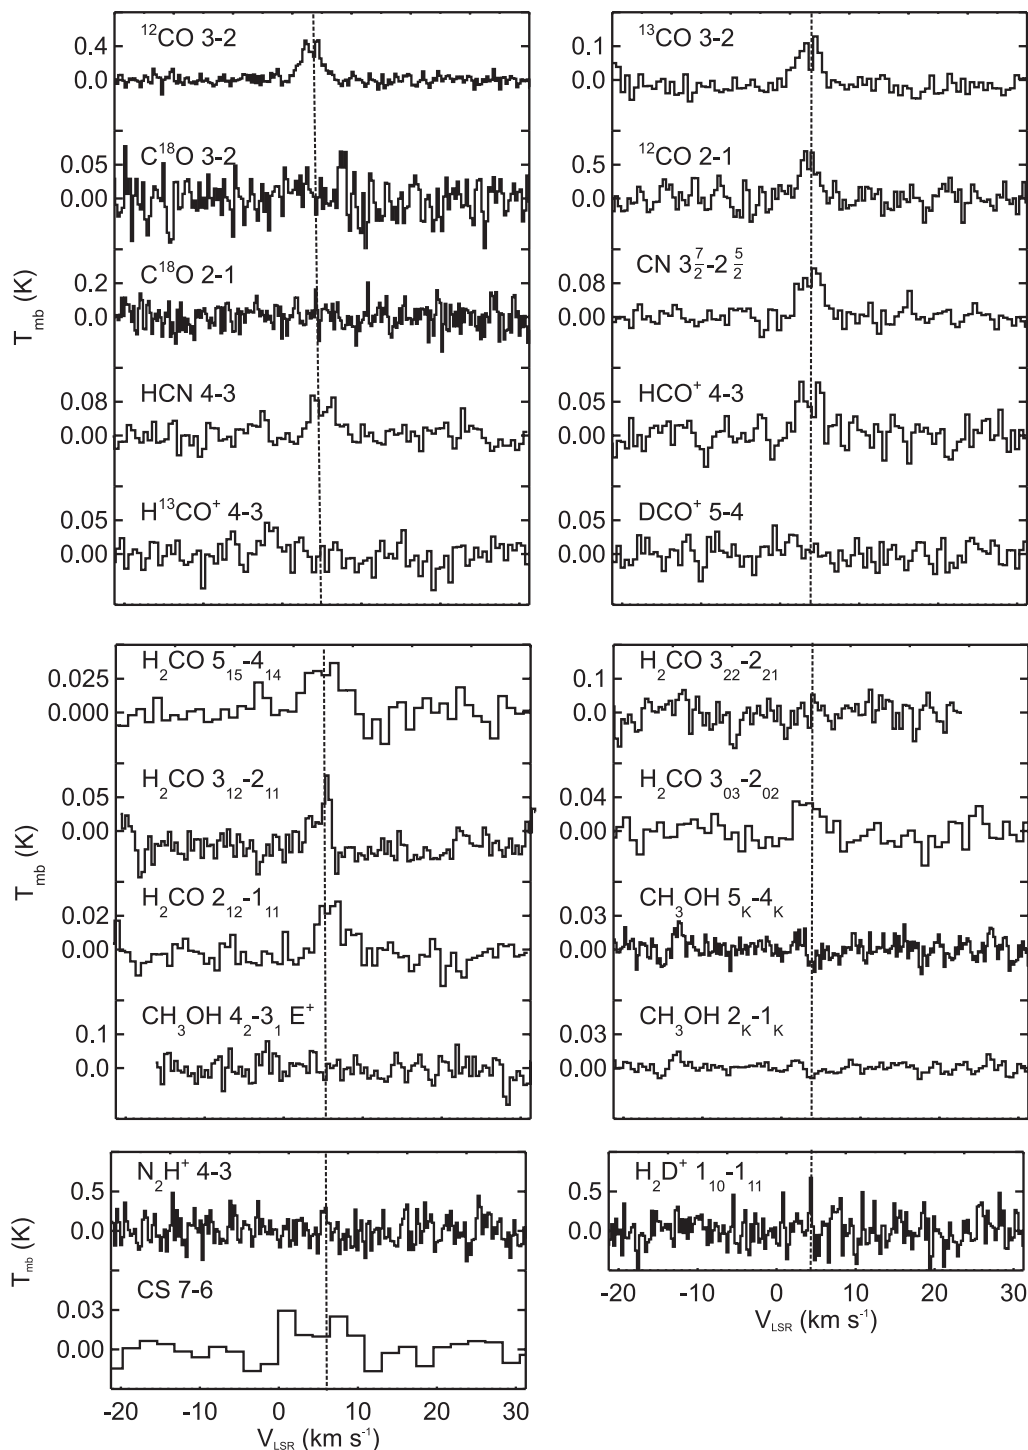 ¹²CO 3-2
0.4
0.0
C¹⁸O 3-2
0.05
0.00
C¹⁸O 2-1
0.2
0.0
HCN 4-3
0.08
0.00
H¹³CO⁺ 4-3
0.05
0.00
T_mb (K)
¹³CO 3-2
0.1
0.0
¹²CO 2-1
0.5
0.0
CN 3 7/2-2 5/2
0.08
0.00
HCO⁺ 4-3
0.05
0.00
DCO⁺ 5-4
0.05
0.00
H₂CO 5₁₅-4₁₄
0.025
0.000
H₂CO 3₁₂-2₁₁
0.05
0.00
H₂CO 2₁₂-1₁₁
0.02
0.00
CH₃OH 4₂-3₁ E⁺
0.1
0.0
T_mb (K)
H₂CO 3₂₂-2₂₁
0.1
0.0
H₂CO 3₀₃-2₀₂
0.04
0.00
CH₃OH 5_K-4_K
0.03
0.00
CH₃OH 2_K-1_K
0.03
0.00
N₂H⁺ 4-3
0.5
0.0
CS 7-6
0.03
0.00
T_mb (K)
-20 -10 0 10 20 30
V_LSR (km s⁻¹)
H₂D⁺ 1₁₀-1₁₁
0.5
0.0
-20 -10 0 10 20 30
V_LSR (km s⁻¹)